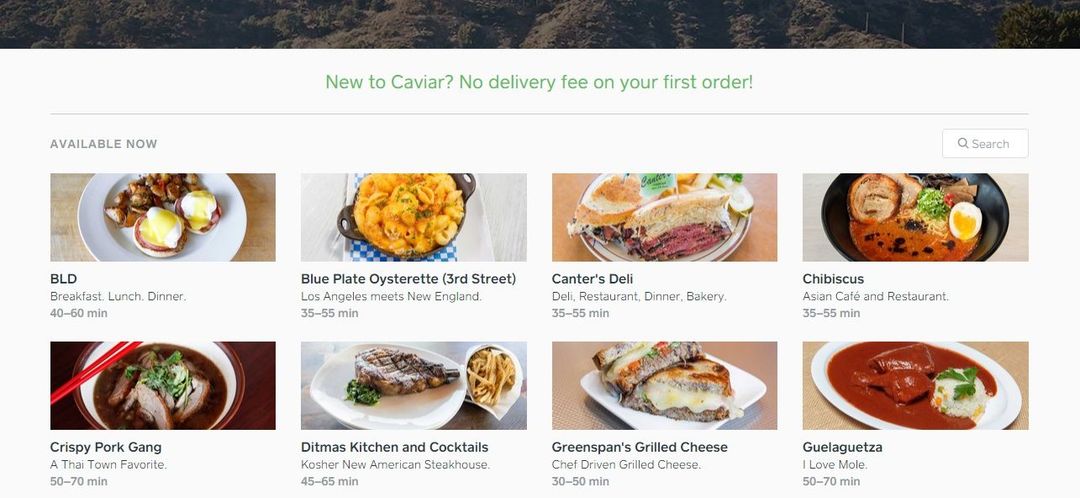 New to Caviar? No delivery fee on your first order!
AVAILABLE NOW
Search
BLD
Breakfast. Lunch. Dinner.
40–60 min
Blue Plate Oysterette (3rd Street)
Los Angeles meets New England.
35–55 min
Canter's
Canter's Deli
Deli, Restaurant, Dinner, Bakery.
35–55 min
Chibiscus
Asian Café and Restaurant.
35–55 min
Crispy Pork Gang
A Thai Town Favorite.
50–70 min
Ditmas Kitchen and Cocktails
Kosher New American Steakhouse.
45–65 min
Greenspan's Grilled Cheese
Chef Driven Grilled Cheese.
30–50 min
Guelaguetza
I Love Mole.
50–70 min